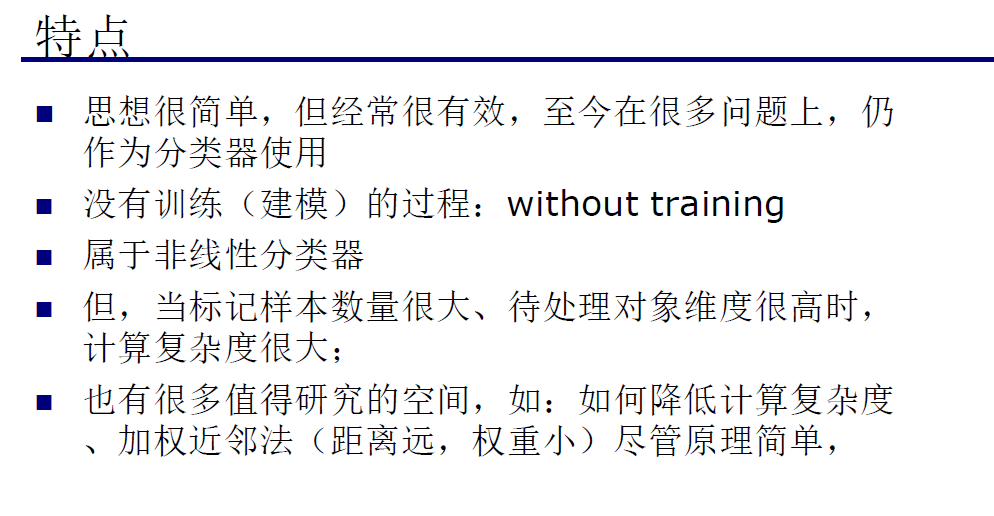 特点
思想很简单，但经常很有效，至今在很多问题上，仍
作为分类器使用
没有训练（建模）的过程：without training
属于非线性分类器
但，当标记样本数量很大、待处理对象维度很高时，
计算复杂度很大；
也有很多值得研究的空间，如：如何降低计算复杂度
、加权近邻法（距离远，权重小）尽管原理简单，